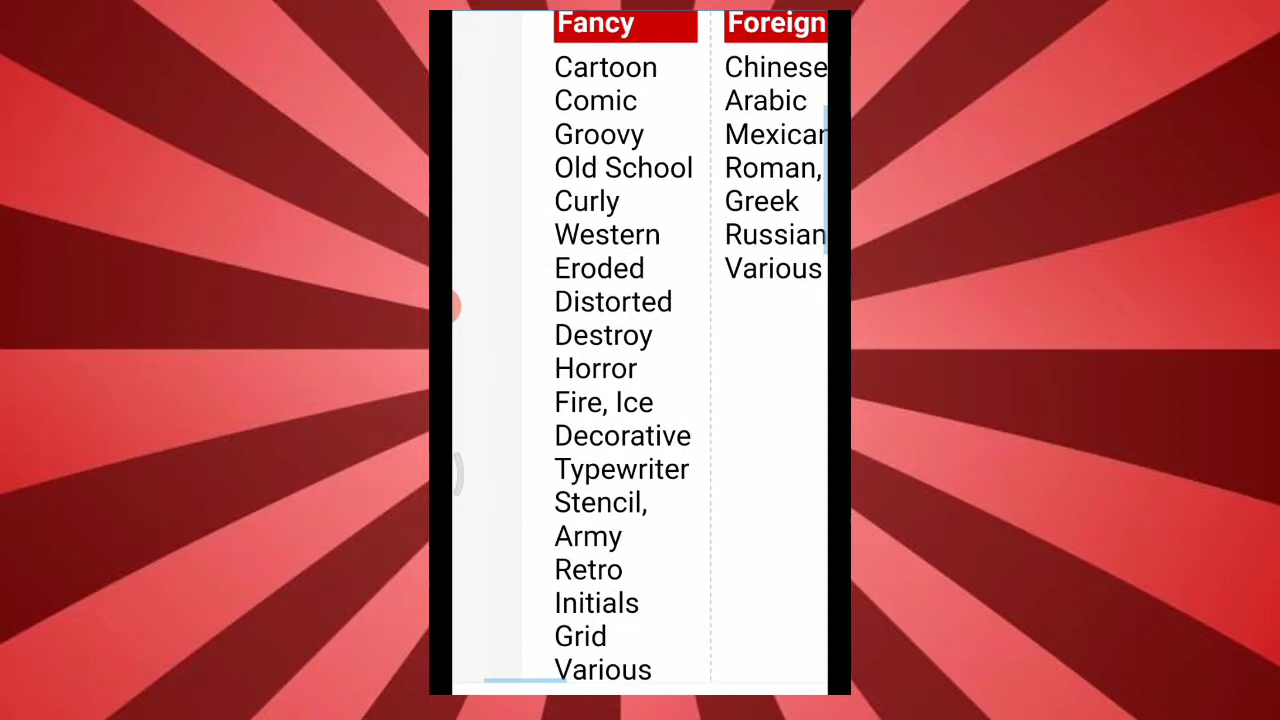 Fancy
Cartoon
Comic
Groovy
Old School
Curly
Western
Eroded
Distorted
Destroy
Horror
Fire, Ice
Decorative
Typewriter
Stencil,
Army
Retro
Initials
Grid
Various
Foreign
Chinese
Arabic
Mexican
Roman,
Greek
Russian
Various